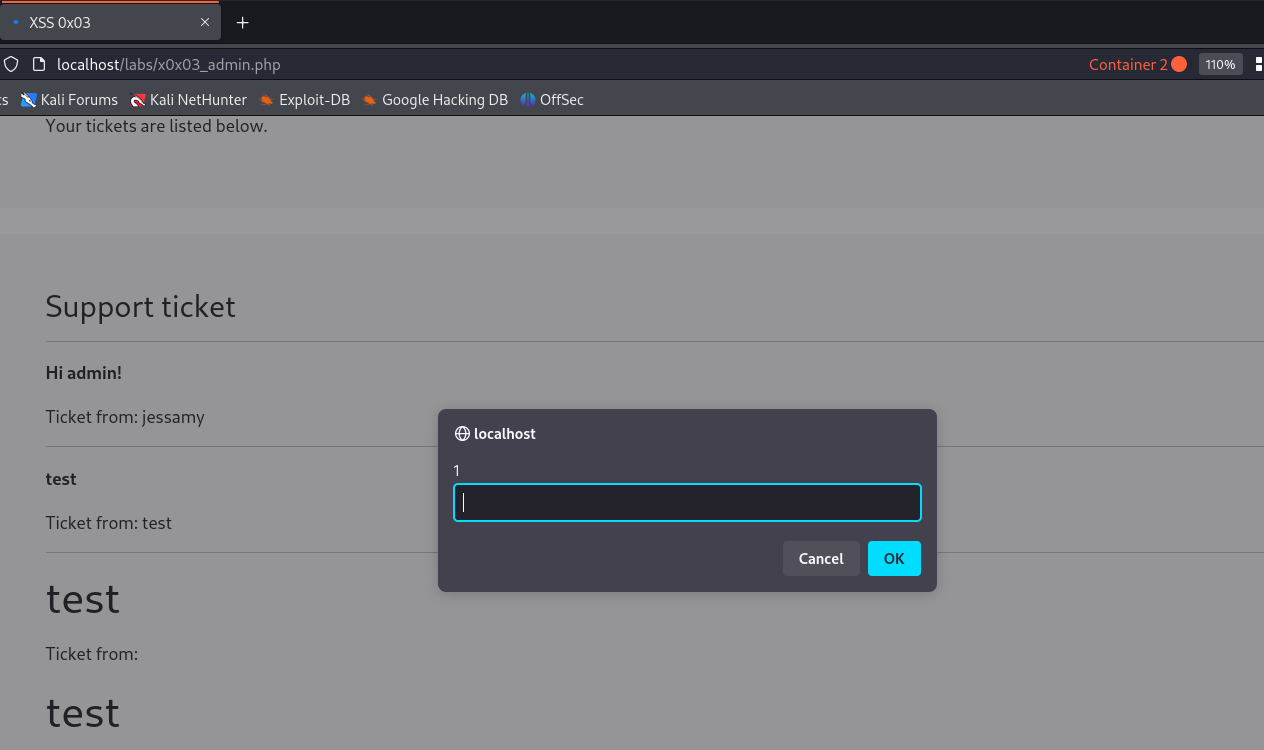 XSS 0x03
localhost/labs/x0x03_admin.php
Container 2
110%
Kali Forums
Kali NetHunter
Exploit-DB
Google Hacking DB
OffSec
Your tickets are listed below.
Support ticket
Hi admin!
Ticket from: jessamy
test
Ticket from: test
test
Ticket from:
test
localhost
1
Cancel
OK